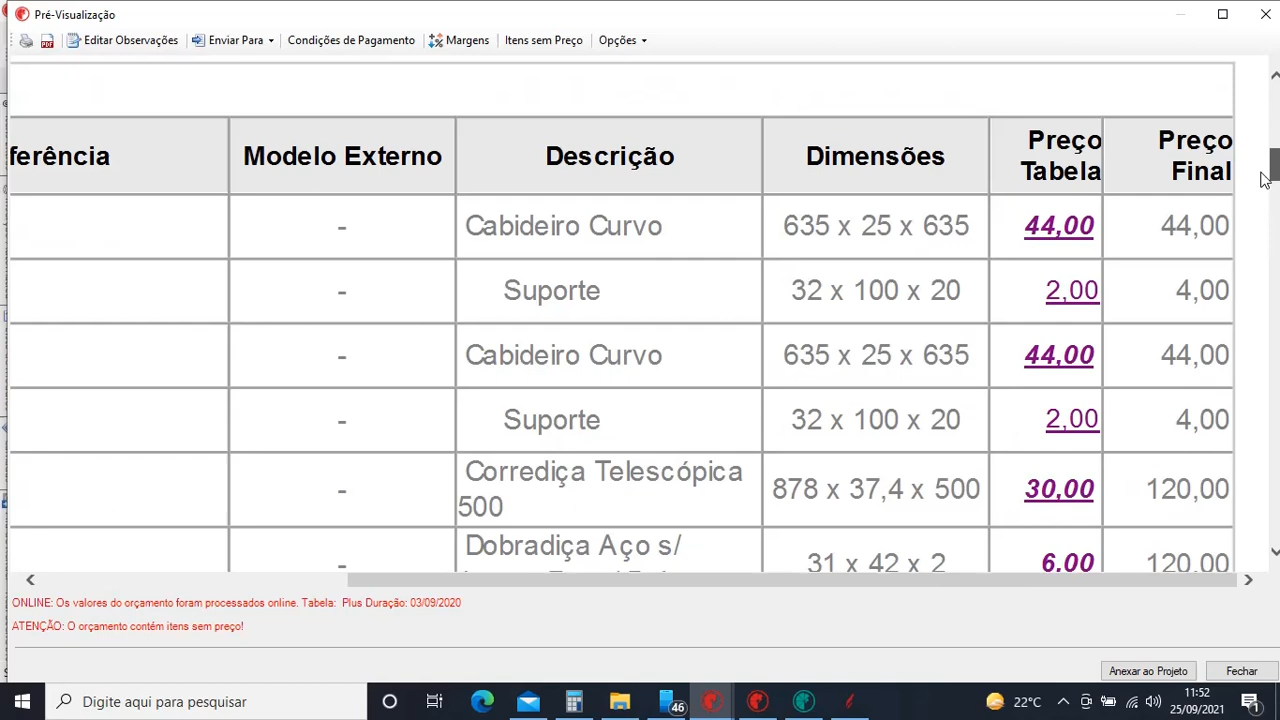 Pré-Visualização
Editar Observações Enviar Para Condições de Pagamento Margens Itens sem Preço Opções
ferência Modelo Externo Descrição Dimensões Preço Tabela Preço Final
- Cabideiro Curvo 635 x 25 x 635 44,00 44,00
- Suporte 32 x 100 x 20 2,00 4,00
- Cabideiro Curvo 635 x 25 x 635 44,00 44,00
- Suporte 32 x 100 x 20 2,00 4,00
- Corrediça Telescópica 500 878 x 37,4 x 500 30,00 120,00
- Dobradiça Aço s/ 31 x 42 x 2 6,00 120,00
ONLINE: Os valores do orçamento foram processados online. Tabela: Plus Duração: 03/09/2020
ATENÇÃO: O orçamento contém itens sem preço!
Anexar ao Projeto Fechar
Digite aqui para pesquisar 46 22°C 11:52
25/09/2021 1